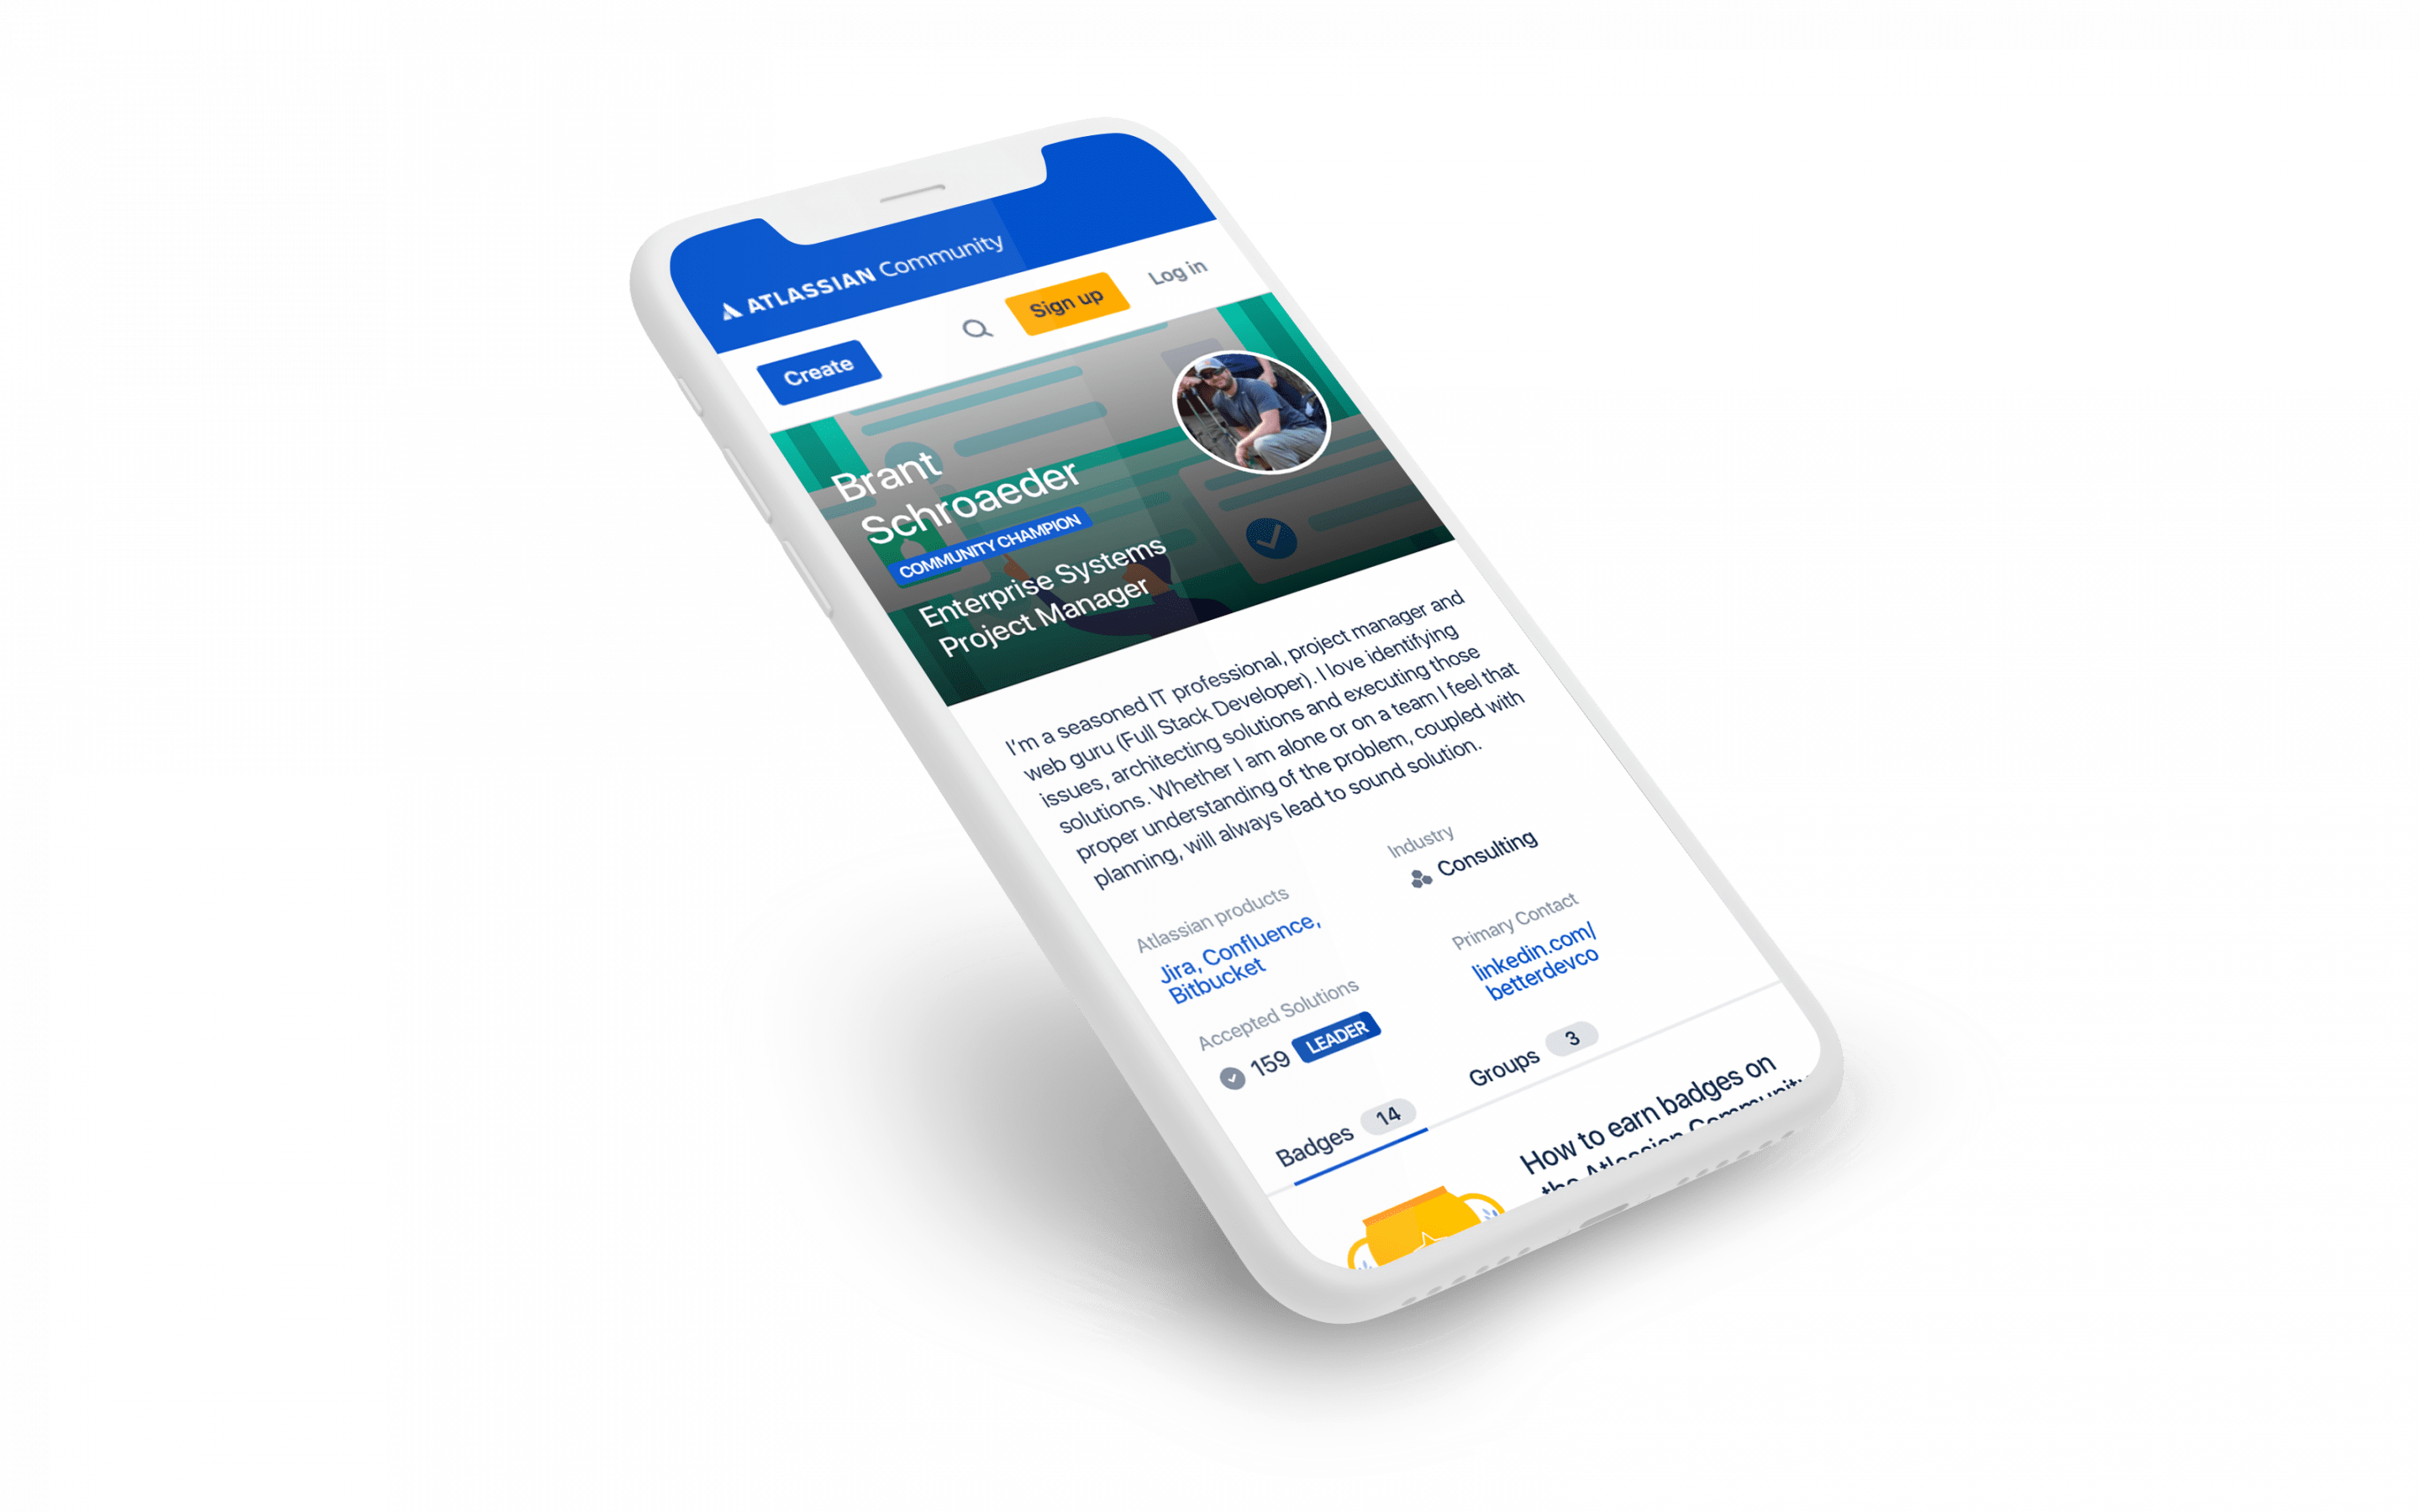 ATLASSIAN Community
Create
Sign up
Log in
Brant
Schroaeder
COMMUNITY CHAMPION
Enterprise Systems
Project Manager
I'm a seasoned IT professional, project manager and
web guru (Full Stack Developer). I love identifying
issues, architecting solutions and executing those
solutions. Whether I am alone or on a team I feel that
proper understanding of the problem, coupled with
planning, will always lead to sound solution.
Atlassian products
Jira, Confluence,
Bitbucket
Industry
Consulting
Accepted Solutions
159 LEADER
Primary Contact
linkedin.com/
betterdevco
Badges 14
Groups 3
How to earn badges on
the Atlassian Community